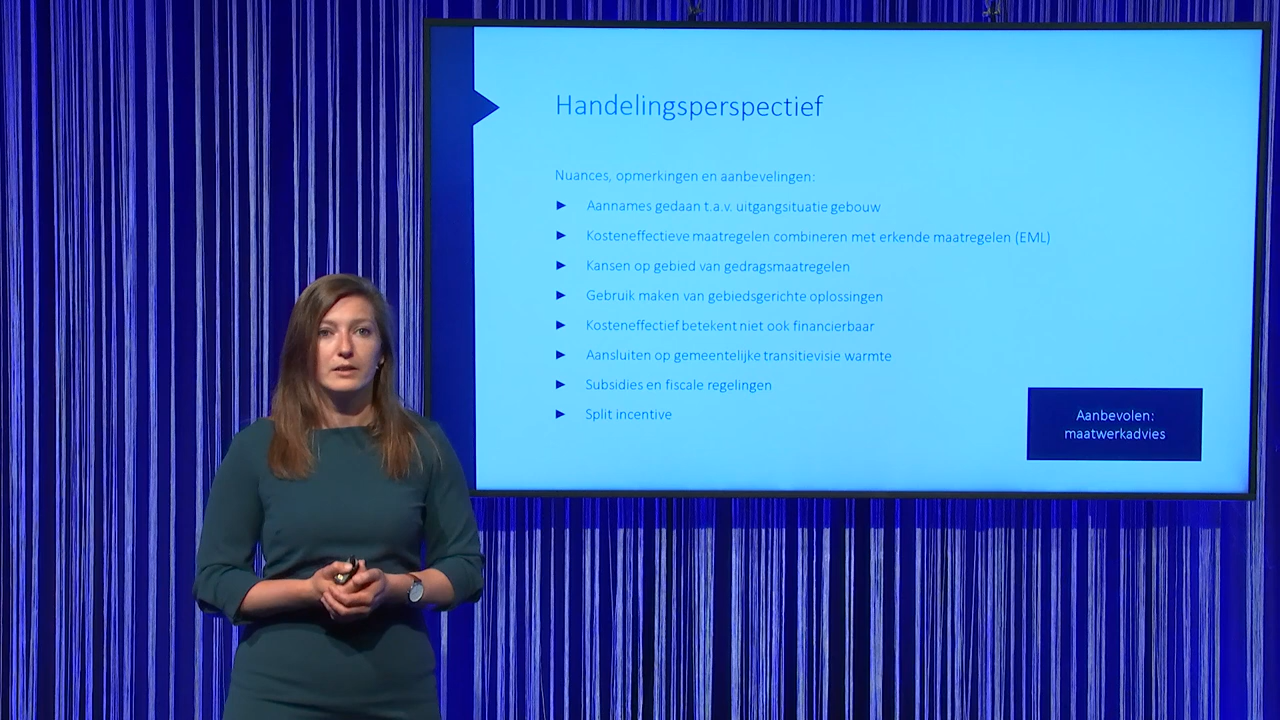 Handelingsperspectief
Nuances, opmerkingen en aanbevelingen:
Aannames gedaan t.a.v. uitgangsituatie gebouw
Kosteneffectieve maatregelen combineren met erkende maatregelen (EML)
Kansen op gebied van gedragsmaatregelen
Gebruik maken van gebiedsgerichte oplossingen
Kosteneffectief betekent niet ook financierbaar
Aansluiten op gemeentelijke transitievisie warmte
Subsidies en fiscale regelingen
Split incentive
Aanbevolen:
maatwerkadvies